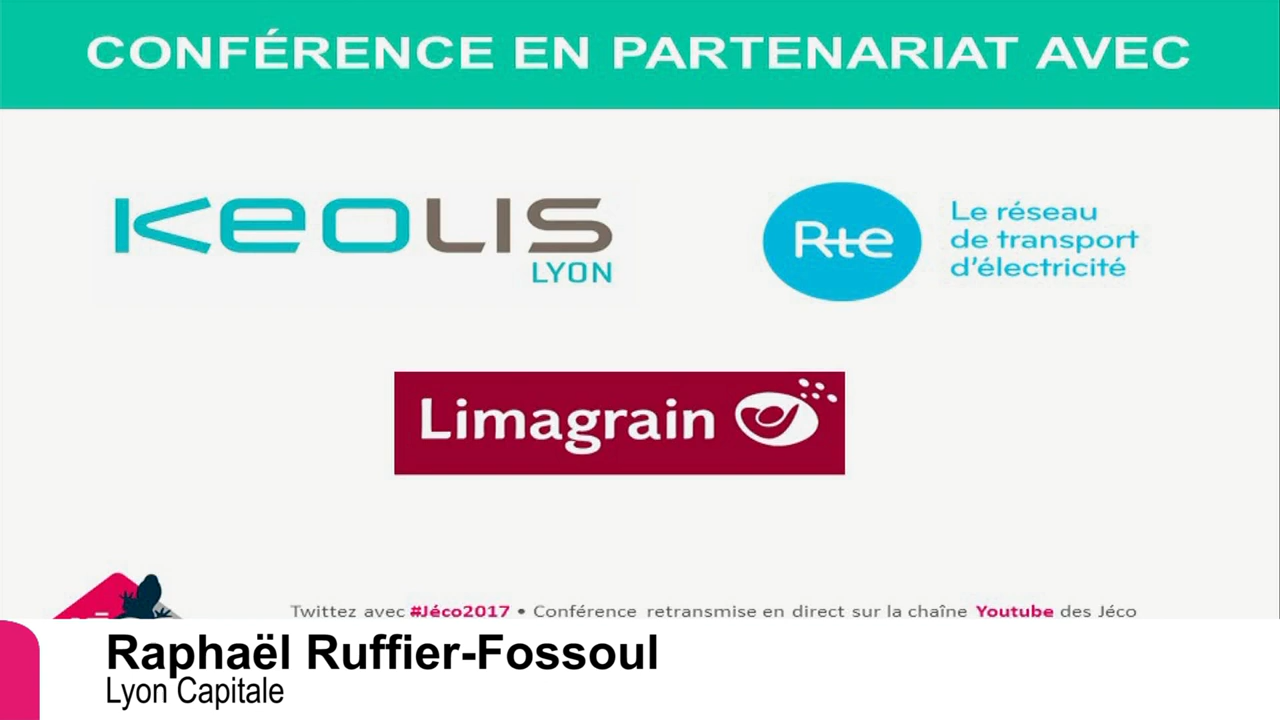 CONFÉRENCE EN PARTENARIAT AVEC
KEOLIS
LYON
Rte
Le réseau
de transport
d'électricité
Limagrain
Twittez avec #Jéco2017 • Conférence retransmise en direct sur la chaîne Youtube des Jéco
Raphaël Ruffier-Fossoul
Lyon Capitale